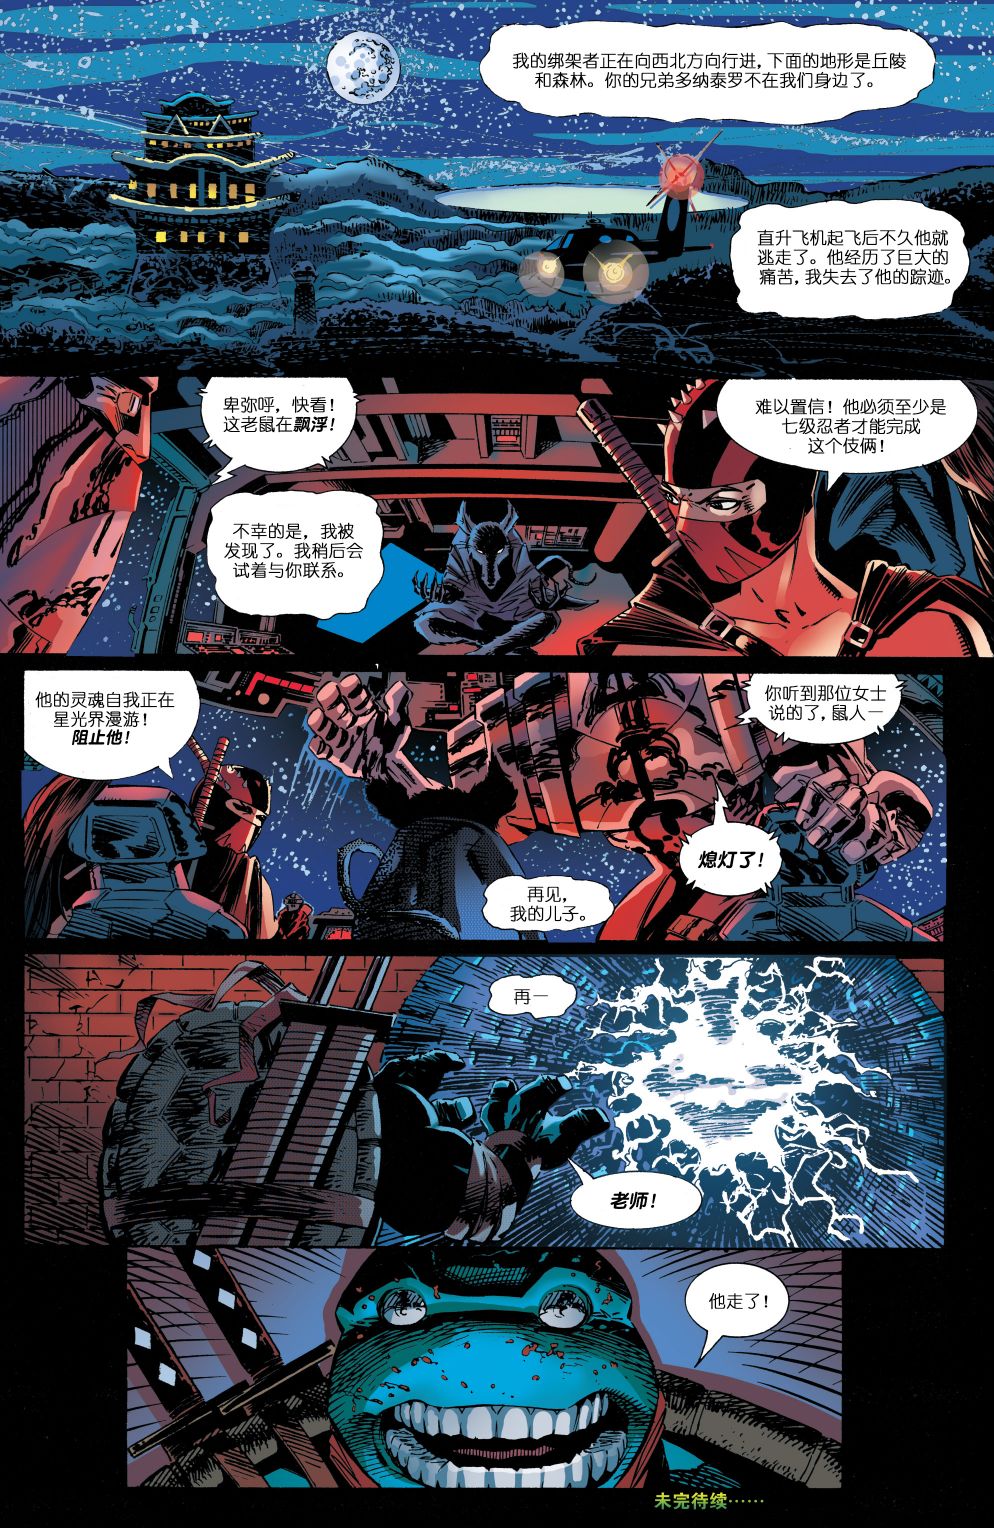 我的绑架者正在向西北方向行进，下面的地形是丘陵
和森林。你的兄弟多纳泰罗不在我们身边了。
直升飞机起飞后不久他就
逃走了。他经历了巨大的
痛苦，我失去了他的踪迹。
卑弥呼，快看！
这老鼠在飘浮！
难以置信！他必须至少是
七级忍者才能完成
这个伎俩！
不幸的是，我被
发现了。我稍后会
试着与你联系。
他的灵魂自我正在
星光界漫游！
阻止他！
你听到那位女士
说的了，鼠人—
熄灯了！
再见，
我的儿子。
再—
老师！
他走了！
未完待续……